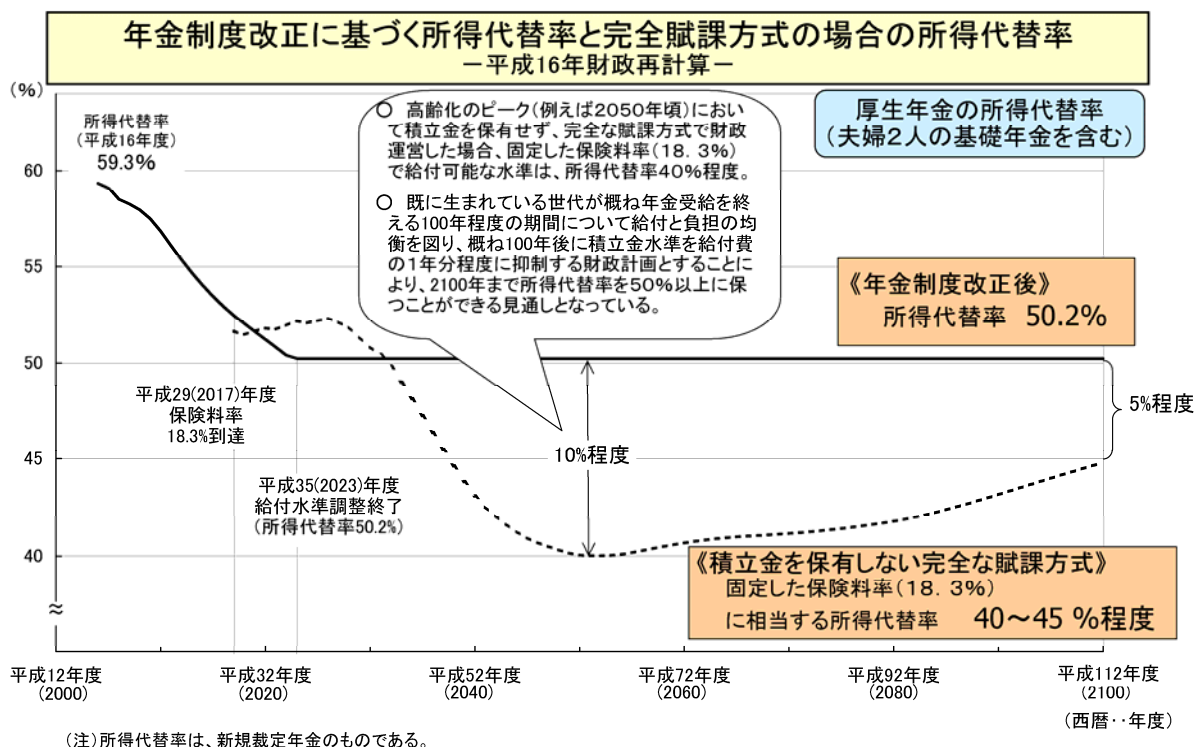 年金制度改正に基づく所得代替率と完全賦課方式の場合の所得代替率
－平成16年財政再計算－
(%)
所得代替率
(平成16年度)
59.3%
○　高齢化のピーク(例えば2050年頃)におい
て積立金を保有せず、完全な賦課方式で財政
運営した場合、固定した保険料率(18．3%)
で給付可能な水準は、所得代替率40%程度。
○　既に生まれている世代が概ね年金受給を終
える100年程度の期間について給付と負担の均
衡を図り、概ね100年後に積立金水準を給付費
の１年分程度に抑制する財政計画とすることに
より、2100年まで所得代替率を50%以上に保
つことができる見通しとなっている。
厚生年金の所得代替率
(夫婦２人の基礎年金を含む)
《年金制度改正後》
所得代替率　50.2%
60
55
50
45
40
平成29(2017)年度
保険料率
18.3%到達
平成35(2023)年度
給付水準調整終了
(所得代替率50.2%)
10%程度
5%程度
《積立金を保有しない完全な賦課方式》
固定した保険料率(18．3%)
に相当する所得代替率　40～45 %程度
≈
平成12年度
(2000)
平成32年度
(2020)
平成52年度
(2040)
平成72年度
(2060)
平成92年度
(2080)
平成112年度
(2100)
(西暦‥年度)
(注)所得代替率は、新規裁定年金のものである。